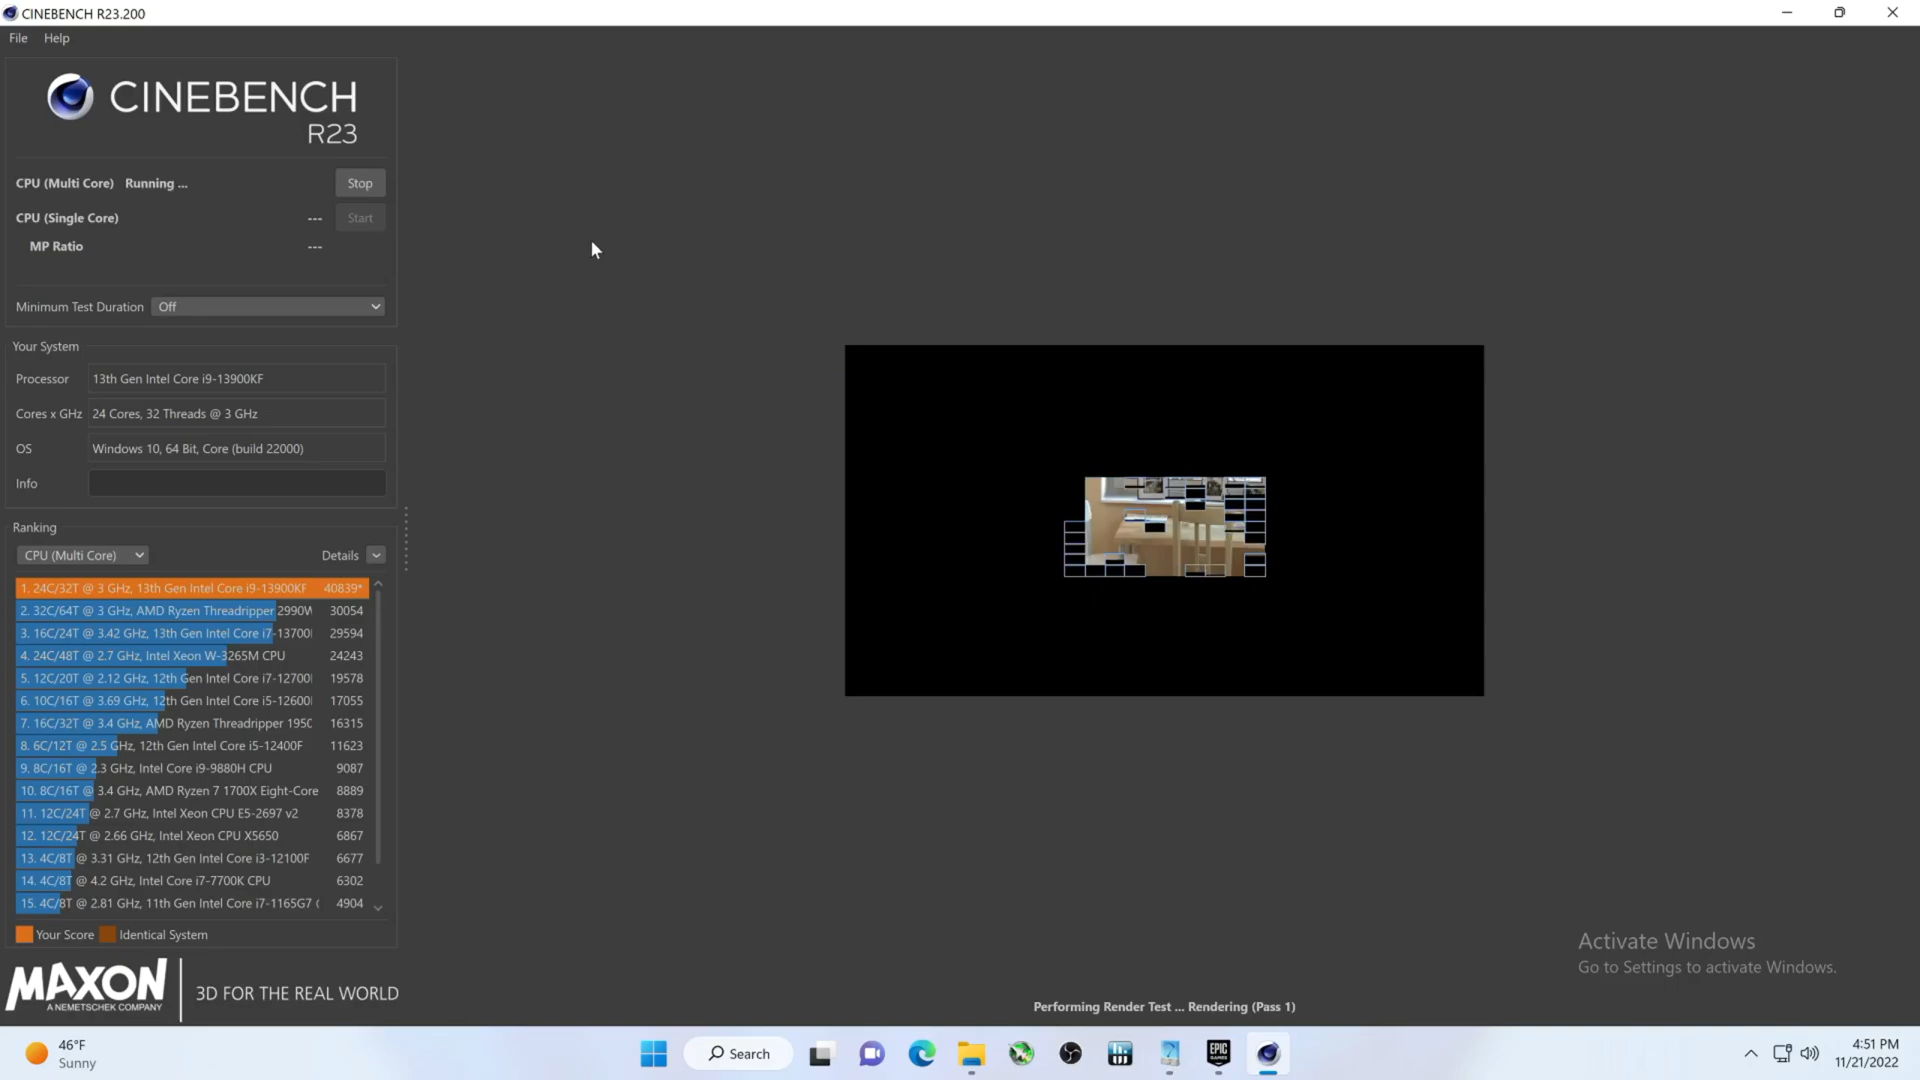 CINEBENCH R23.200
File Help
CINEBENCH
R23
CPU (Multi Core) Running ... Stop
CPU (Single Core) --- Start
MP Ratio ---
Minimum Test Duration Off
Your System
Processor 13th Gen Intel Core i9-13900KF
Cores x GHz 24 Cores, 32 Threads @ 3 GHz
OS Windows 10, 64 Bit, Core (build 22000)
Info
Ranking
CPU (Multi Core) Details
1. 24C/32T @ 3 GHz, 13th Gen Intel Core i9-13900KF 40839*
2. 32C/64T @ 3 GHz, AMD Ryzen Threadripper 2990W 30054
3. 16C/24T @ 3.42 GHz, 13th Gen Intel Core i7-13700 29594
4. 24C/48T @ 2.7 GHz, Intel Xeon W-3265M CPU 24243
5. 12C/20T @ 2.12 GHz, 12th Gen Intel Core i7-12700 19578
6. 10C/16T @ 3.69 GHz, 12th Gen Intel Core i5-12600 17055
7. 16C/32T @ 3.4 GHz, AMD Ryzen Threadripper 1950 16315
8. 6C/12T @ 2.5 GHz, 12th Gen Intel Core i5-12400F 11623
9. 8C/16T @ 2.3 GHz, Intel Core i9-9880H CPU 9087
10. 8C/16T @ 3.4 GHz, AMD Ryzen 7 1700X Eight-Core 8889
11. 12C/24T @ 2.7 GHz, Intel Xeon CPU E5-2697 v2 8378
12. 12C/24T @ 2.66 GHz, Intel Xeon CPU X5650 6867
13. 4C/8T @ 3.31 GHz, 12th Gen Intel Core i3-12100F 6677
14. 4C/8T @ 4.2 GHz, Intel Core i7-7700K CPU 6302
15. 4C/8T @ 2.81 GHz, 11th Gen Intel Core i7-1165G7 ( 4904
Your Score Identical System
MAXON
A NEMETSCHEK COMPANY
3D FOR THE REAL WORLD
Performing Render Test ... Rendering (Pass 1)
Activate Windows
Go to Settings to activate Windows.
46°F
Sunny
Search
EPIC
GAMES
4:51 PM
11/21/2022